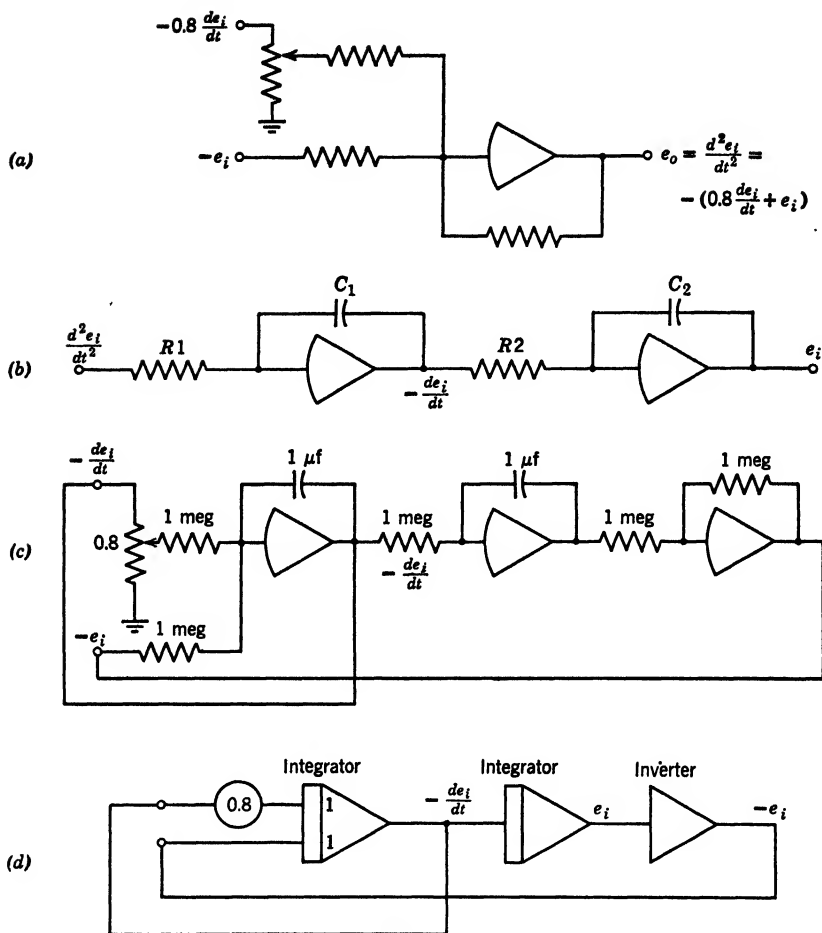 −0.8 de_i/dt
(a)
−e_i
e_o = d²e_i/dt² =
−(0.8 de_i/dt + e_i)
C₁
C₂
d²e_i/dt²
R1
R2
e_i
(b)
−de_i/dt
−de_i/dt
1 μf
1 μf
1 meg
1 meg
1 meg
1 meg
(c)
0.8
−de_i/dt
−e_i
1 meg
Integrator
Integrator
Inverter
0.8
1
−de_i/dt
e_i
−e_i
1
(d)